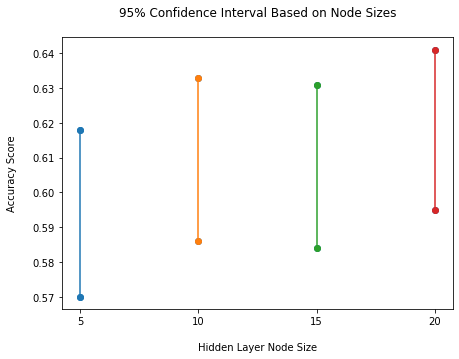 95% Confidence Interval Based on Node Sizes
Accuracy Score
0.64
0.63
0.62
0.61
0.60
0.59
0.58
0.57
5 10 15 20
Hidden Layer Node Size